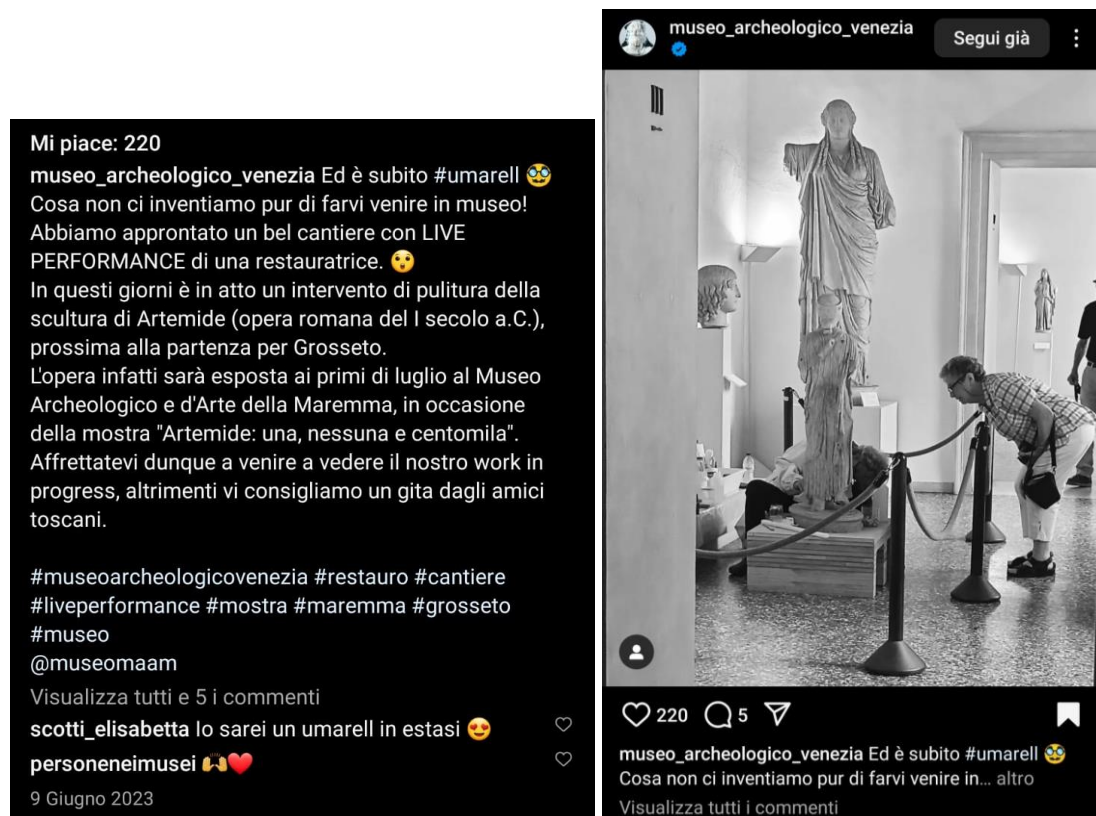 Mi piace: 220
museo_archeologico_venezia Ed è subito #umarell 🥸
Cosa non ci inventiamo pur di farvi venire in museo!
Abbiamo approntato un bel cantiere con LIVE
PERFORMANCE di una restauratrice. 😲
In questi giorni è in atto un intervento di pulitura della
scultura di Artemide (opera romana del I secolo a.C.),
prossima alla partenza per Grosseto.
L'opera infatti sarà esposta ai primi di luglio al Museo
Archeologico e d'Arte della Maremma, in occasione
della mostra "Artemide: una, nessuna e centomila".
Affrettatevi dunque a venire a vedere il nostro work in
progress, altrimenti vi consigliamo un gita dagli amici
toscani.
#museoarcheologicovenezia #restauro #cantiere
#liveperformance #mostra #maremma #grosseto
#museo
@museomaam
Visualizza tutti e 5 i commenti
scotti_elisabetta Io sarei un umarell in estasi 😍
personeneimusei 🙌❤️
9 Giugno 2023
museo_archeologico_venezia
Segui già
220 5
museo_archeologico_venezia Ed è subito #umarell 🥸
Cosa non ci inventiamo pur di farvi venire in... altro
Visualizza tutti i commenti